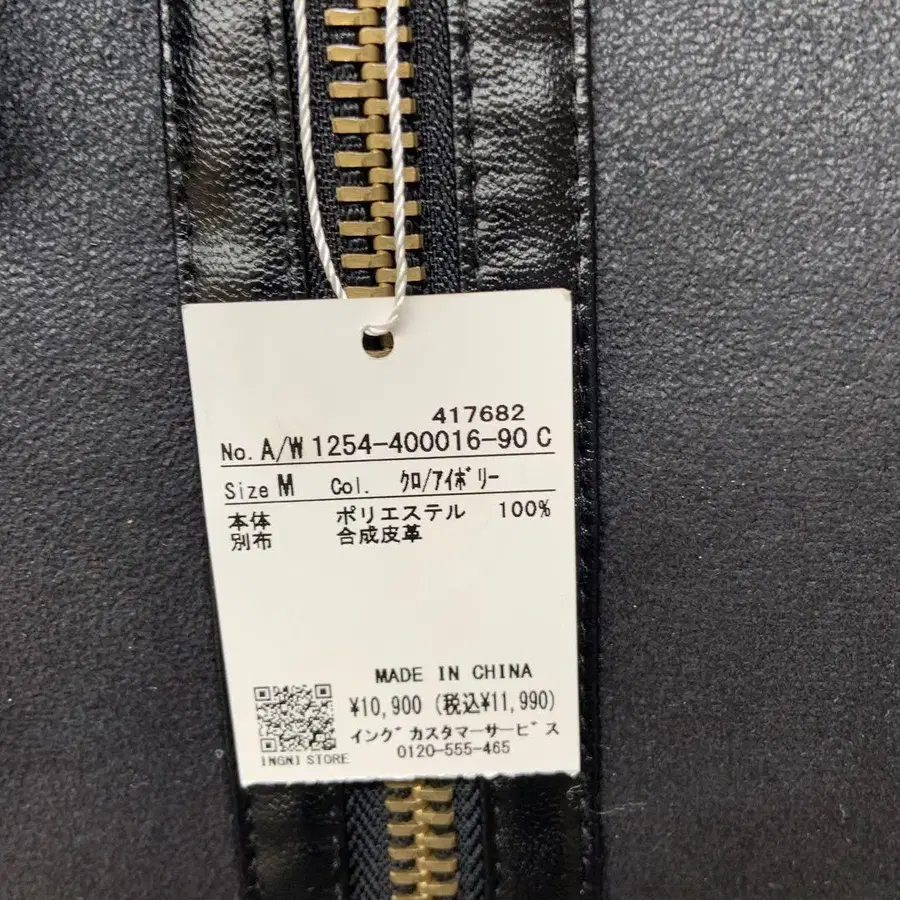 417682
No. A/W 1254-400016-90 C
Size M Col. ｸﾛ/ｱｲﾎﾞﾘｰ
本体 ポリエステル 100%
別布 合成皮革
MADE IN CHINA
¥10,900 (税込¥11,990)
イングカスタマーサービス
0120-555-465
INGNI STORE